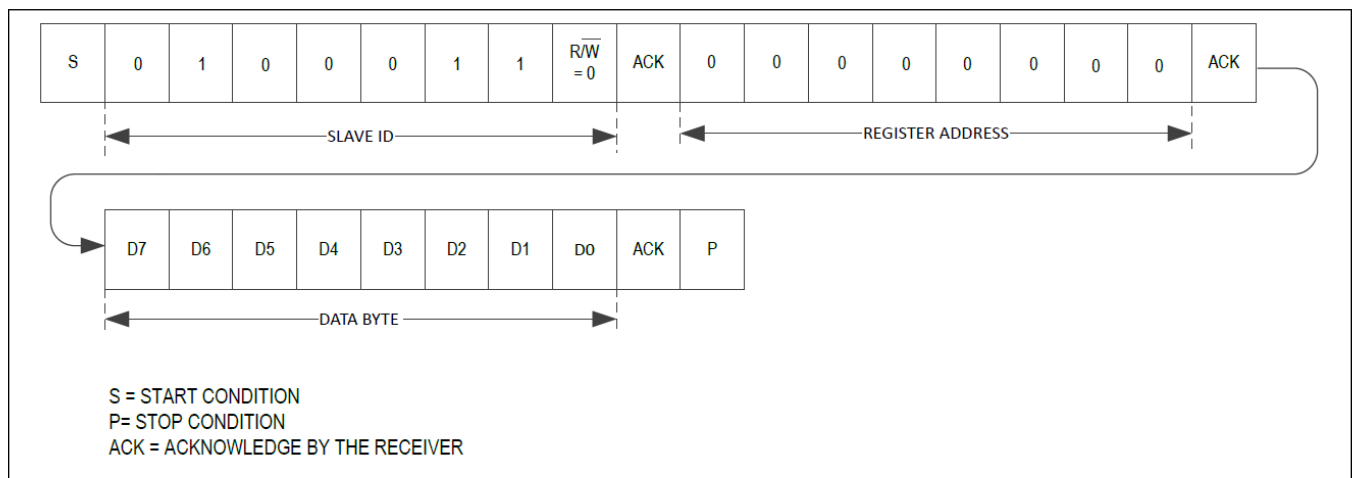 S 0 1 0 0 0 1 1 R/W̅ = 0 ACK 0 0 0 0 0 0 0 0 ACK
SLAVE ID REGISTER ADDRESS
D7 D6 D5 D4 D3 D2 D1 D0 ACK P
DATA BYTE
S = START CONDITION
P= STOP CONDITION
ACK = ACKNOWLEDGE BY THE RECEIVER